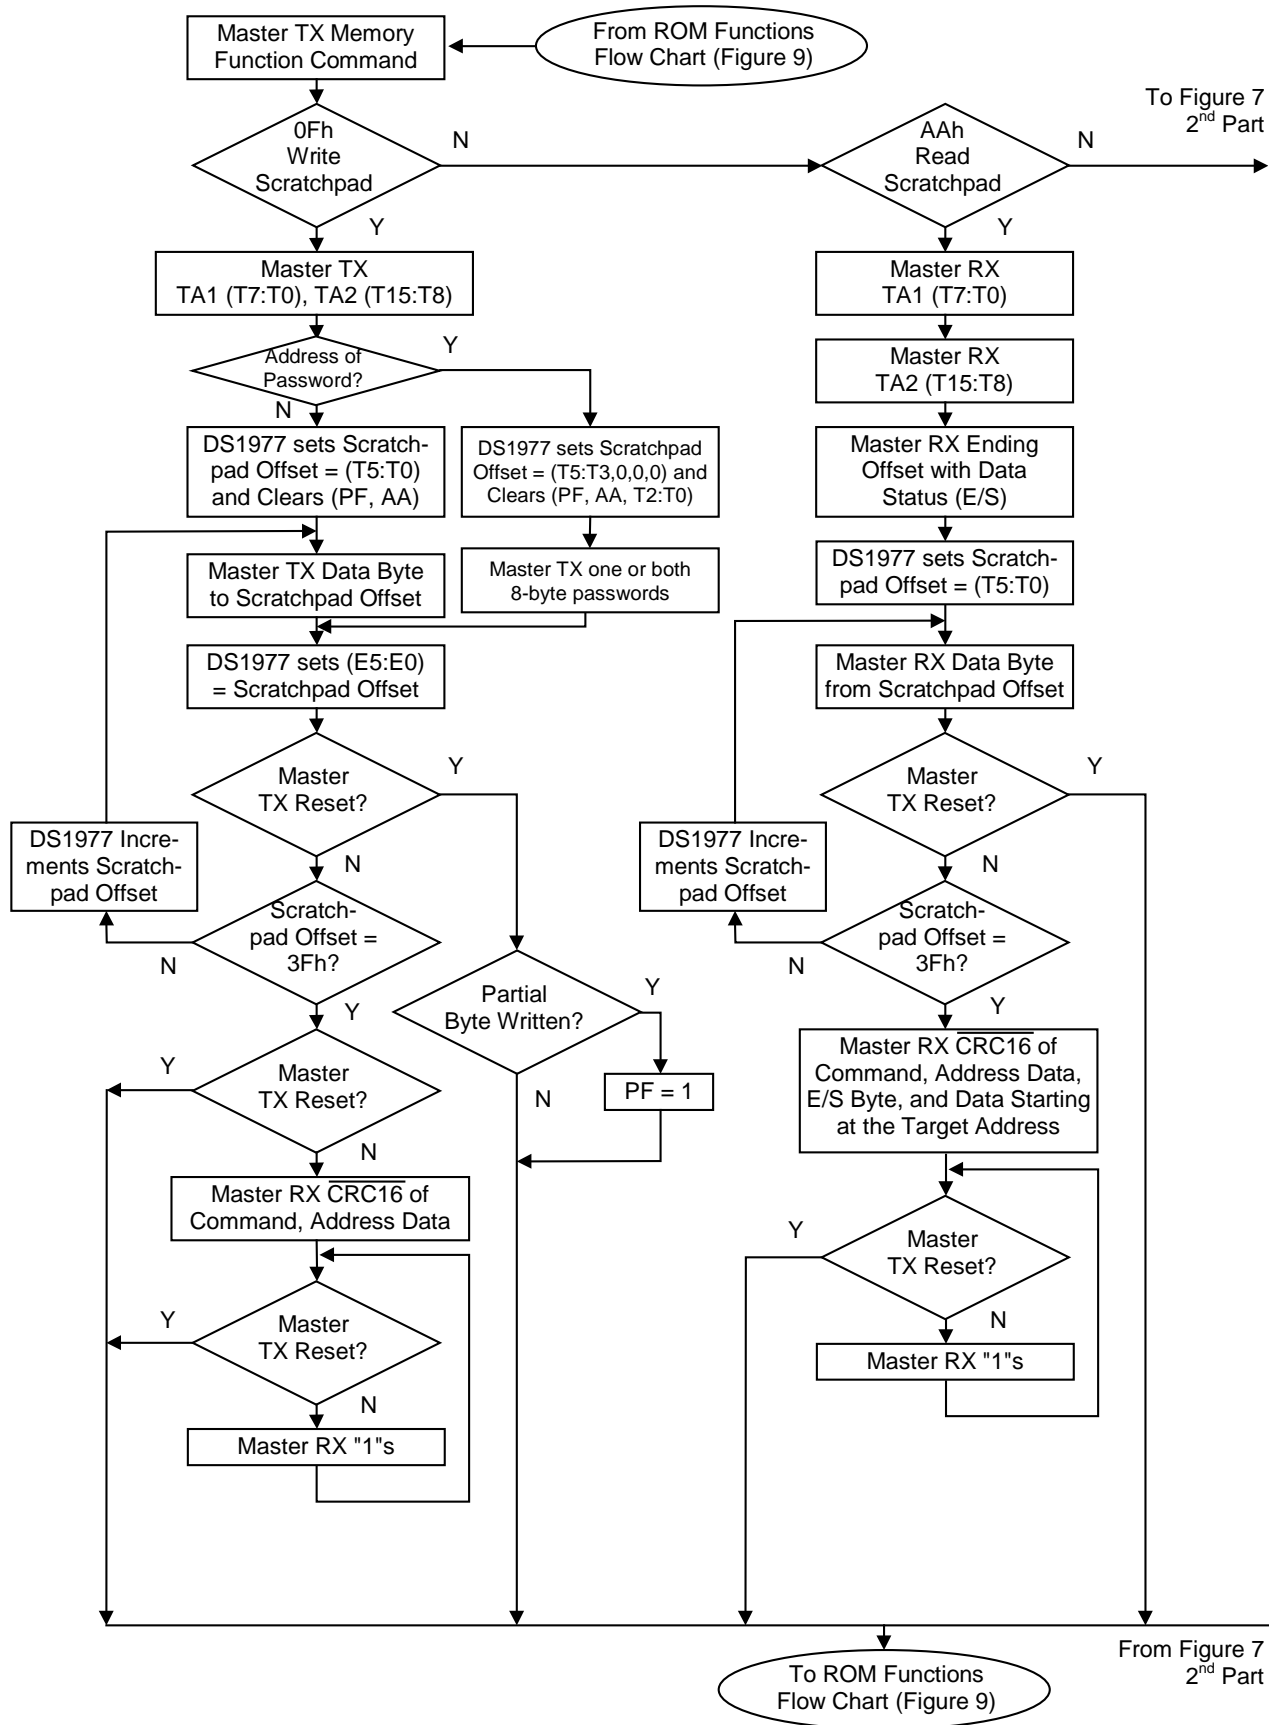 Master TX Memory
Function Command
From ROM Functions
Flow Chart (Figure 9)
To Figure 7
2nd Part
0Fh
Write
Scratchpad
N
Y
AAh
Read
Scratchpad
N
Y
Master TX
TA1 (T7:T0), TA2 (T15:T8)
Address of
Password?
Y
N
DS1977 sets Scratch-
pad Offset = (T5:T0)
and Clears (PF, AA)
DS1977 sets Scratchpad
Offset = (T5:T3,0,0,0) and
Clears (PF, AA, T2:T0)
Master TX Data Byte
to Scratchpad Offset
Master TX one or both
8-byte passwords
DS1977 sets (E5:E0)
= Scratchpad Offset
Master
TX Reset?
Y
N
DS1977 Incre-
ments Scratch-
pad Offset
Scratch-
pad Offset =
3Fh?
N
Y
Partial
Byte Written?
Y
N
PF = 1
Master
TX Reset?
Y
N
Master RX CRC16 of
Command, Address Data
Master
TX Reset?
Y
N
Master RX "1"s
Master RX
TA1 (T7:T0)
Master RX
TA2 (T15:T8)
Master RX Ending
Offset with Data
Status (E/S)
DS1977 sets Scratch-
pad Offset = (T5:T0)
Master RX Data Byte
from Scratchpad Offset
Master
TX Reset?
Y
N
DS1977 Incre-
ments Scratch-
pad Offset
Scratch-
pad Offset =
3Fh?
N
Y
Master RX CRC16 of
Command, Address Data,
E/S Byte, and Data Starting
at the Target Address
Master
TX Reset?
Y
N
Master RX "1"s
From Figure 7
2nd Part
To ROM Functions
Flow Chart (Figure 9)